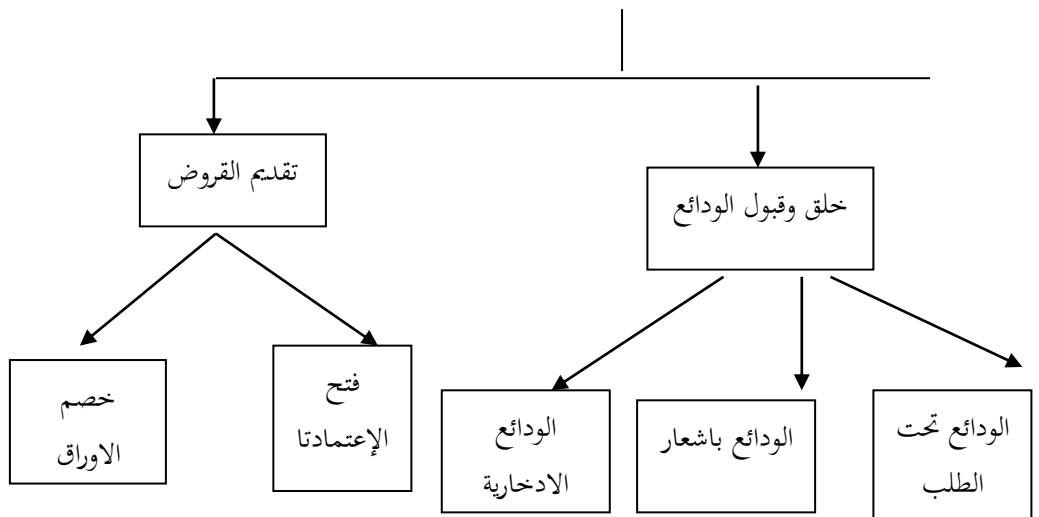 تقديم القروض
خلق وقبول الودائع
الودائع تحت
الطلب
الودائع باشعار
الودائع
الادخارية
فتح
الإعتمادتا
خصم
الاوراق